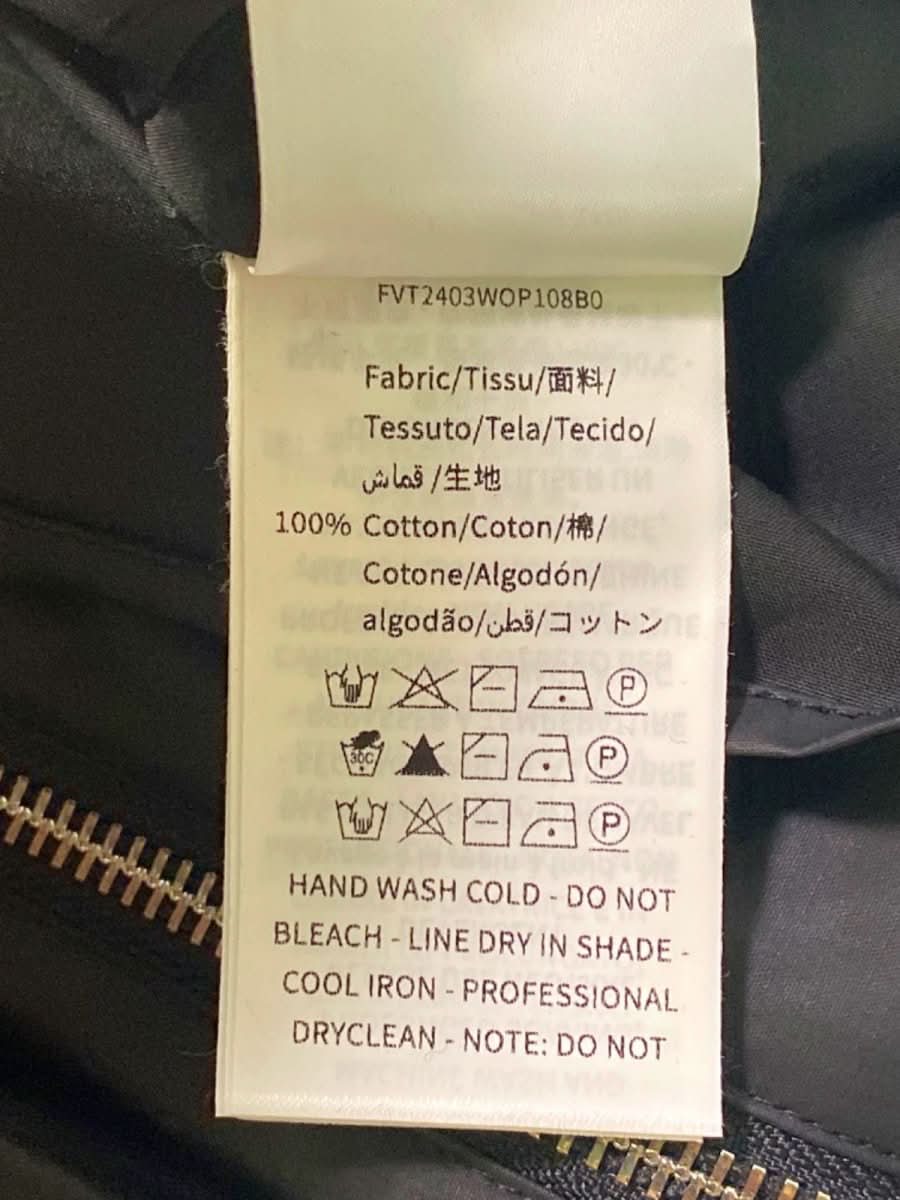 FVT2403WOP108B0
Fabric/Tissu/面料/
Tessuto/Tela/Tecido/
قماش /生地
100% Cotton/Coton/棉/
Cotone/Algodón/
algodão/قطن/コットン
P
30C P
P
HAND WASH COLD - DO NOT
BLEACH - LINE DRY IN SHADE -
COOL IRON - PROFESSIONAL
DRYCLEAN - NOTE: DO NOT